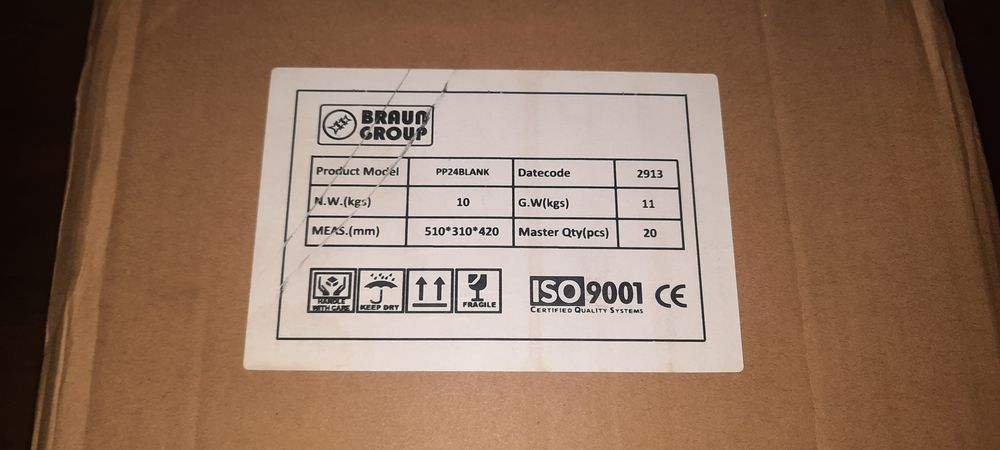 BRAUN
GROUP
Product Model PP24BLANK Datecode 2913
N.W.(kgs) 10 G.W(kgs) 11
MEAS.(mm) 510*310*420 Master Qty(pcs) 20
HANDLE
WITH CARE
KEEP DRY
FRAGILE
ISO 9001 CE
CERTIFIED QUALITY SYSTEMS